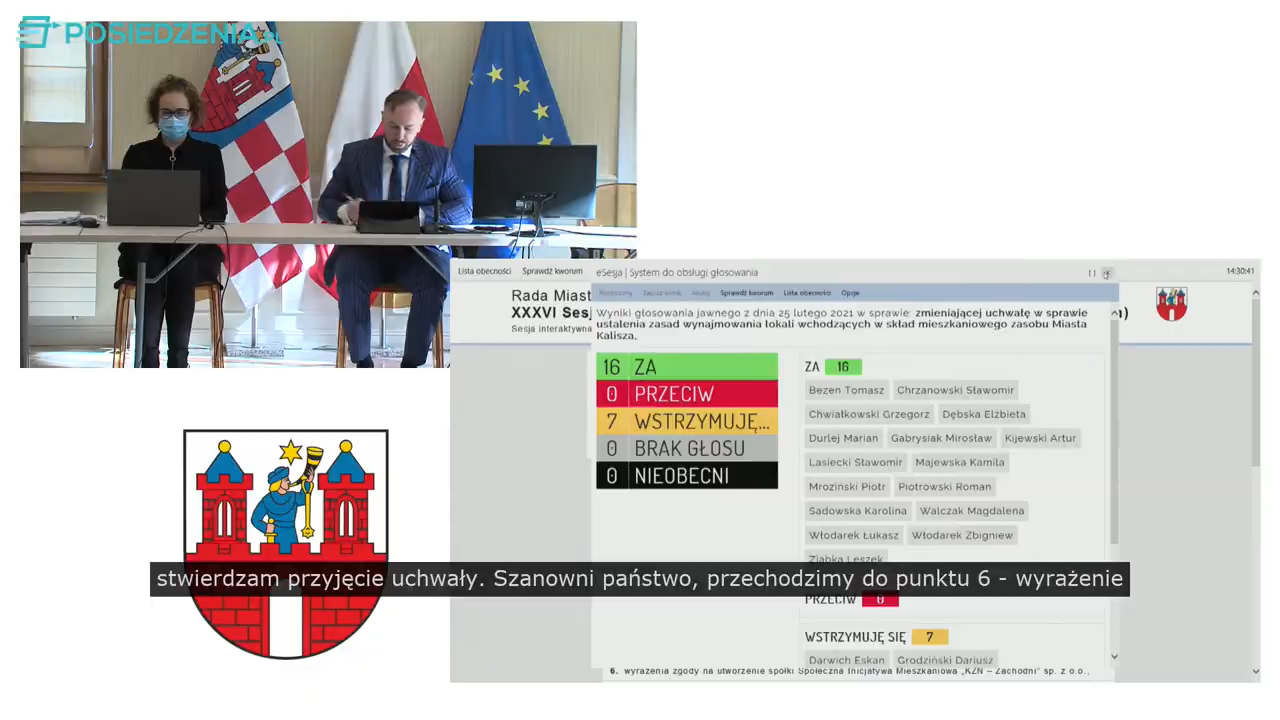 POSIEDZENIA.PL
Lista obecności Sprawdź kworum
eSesja | System do obsługi głosowania
11
14:30:41
Sprawdź kworum Lista obecności Opcje
Rada Miast
XXXVI Ses
Sesja interaktywna
Wyniki głosowania jawnego z dnia 25 lutego 2021 w sprawie: zmieniającej uchwałę w sprawie
ustalenia zasad wynajmowania lokali wchodzących w skład mieszkaniowego zasobu Miasta
Kalisza,
16 ZA
0 PRZECIW
7 WSTRZYMUJĘ...
0 BRAK GŁOSU
0 NIEOBECNI
ZA 16
Bezen Tomasz Chrzanowski Sławomir
Chwiałkowski Grzegorz Dębska Elżbieta
Durlej Marian Gabrysiak Mirosław Kijewski Artur
Lasiecki Sławomir Majewska Kamila
Mroziński Piotr Piotrowski Roman
Sadowska Karolina Walczak Magdalena
Włodarek Łukasz Włodarek Zbigniew
Ziąbka Leszek
stwierdzam przyjęcie uchwały. Szanowni państwo, przechodzimy do punktu 6 - wyrażenie
PRZECIW 0
WSTRZYMUJĘ SIĘ 7
Darwich Eskan Grodziński Dariusz
6. wyrażenia zgody na utworzenie spółki Społeczna Inicjatywa Mieszkaniowa „KZN – Zachodni" sp. z o.o.,